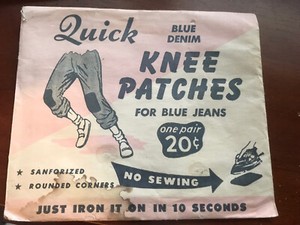 Quick
BLUE
DENIM
KNEE
PATCHES
FOR BLUE JEANS
one pair
20¢
★ SANFORIZED
★ ROUNDED CORNERS
NO SEWING
JUST IRON IT ON IN 10 SECONDS